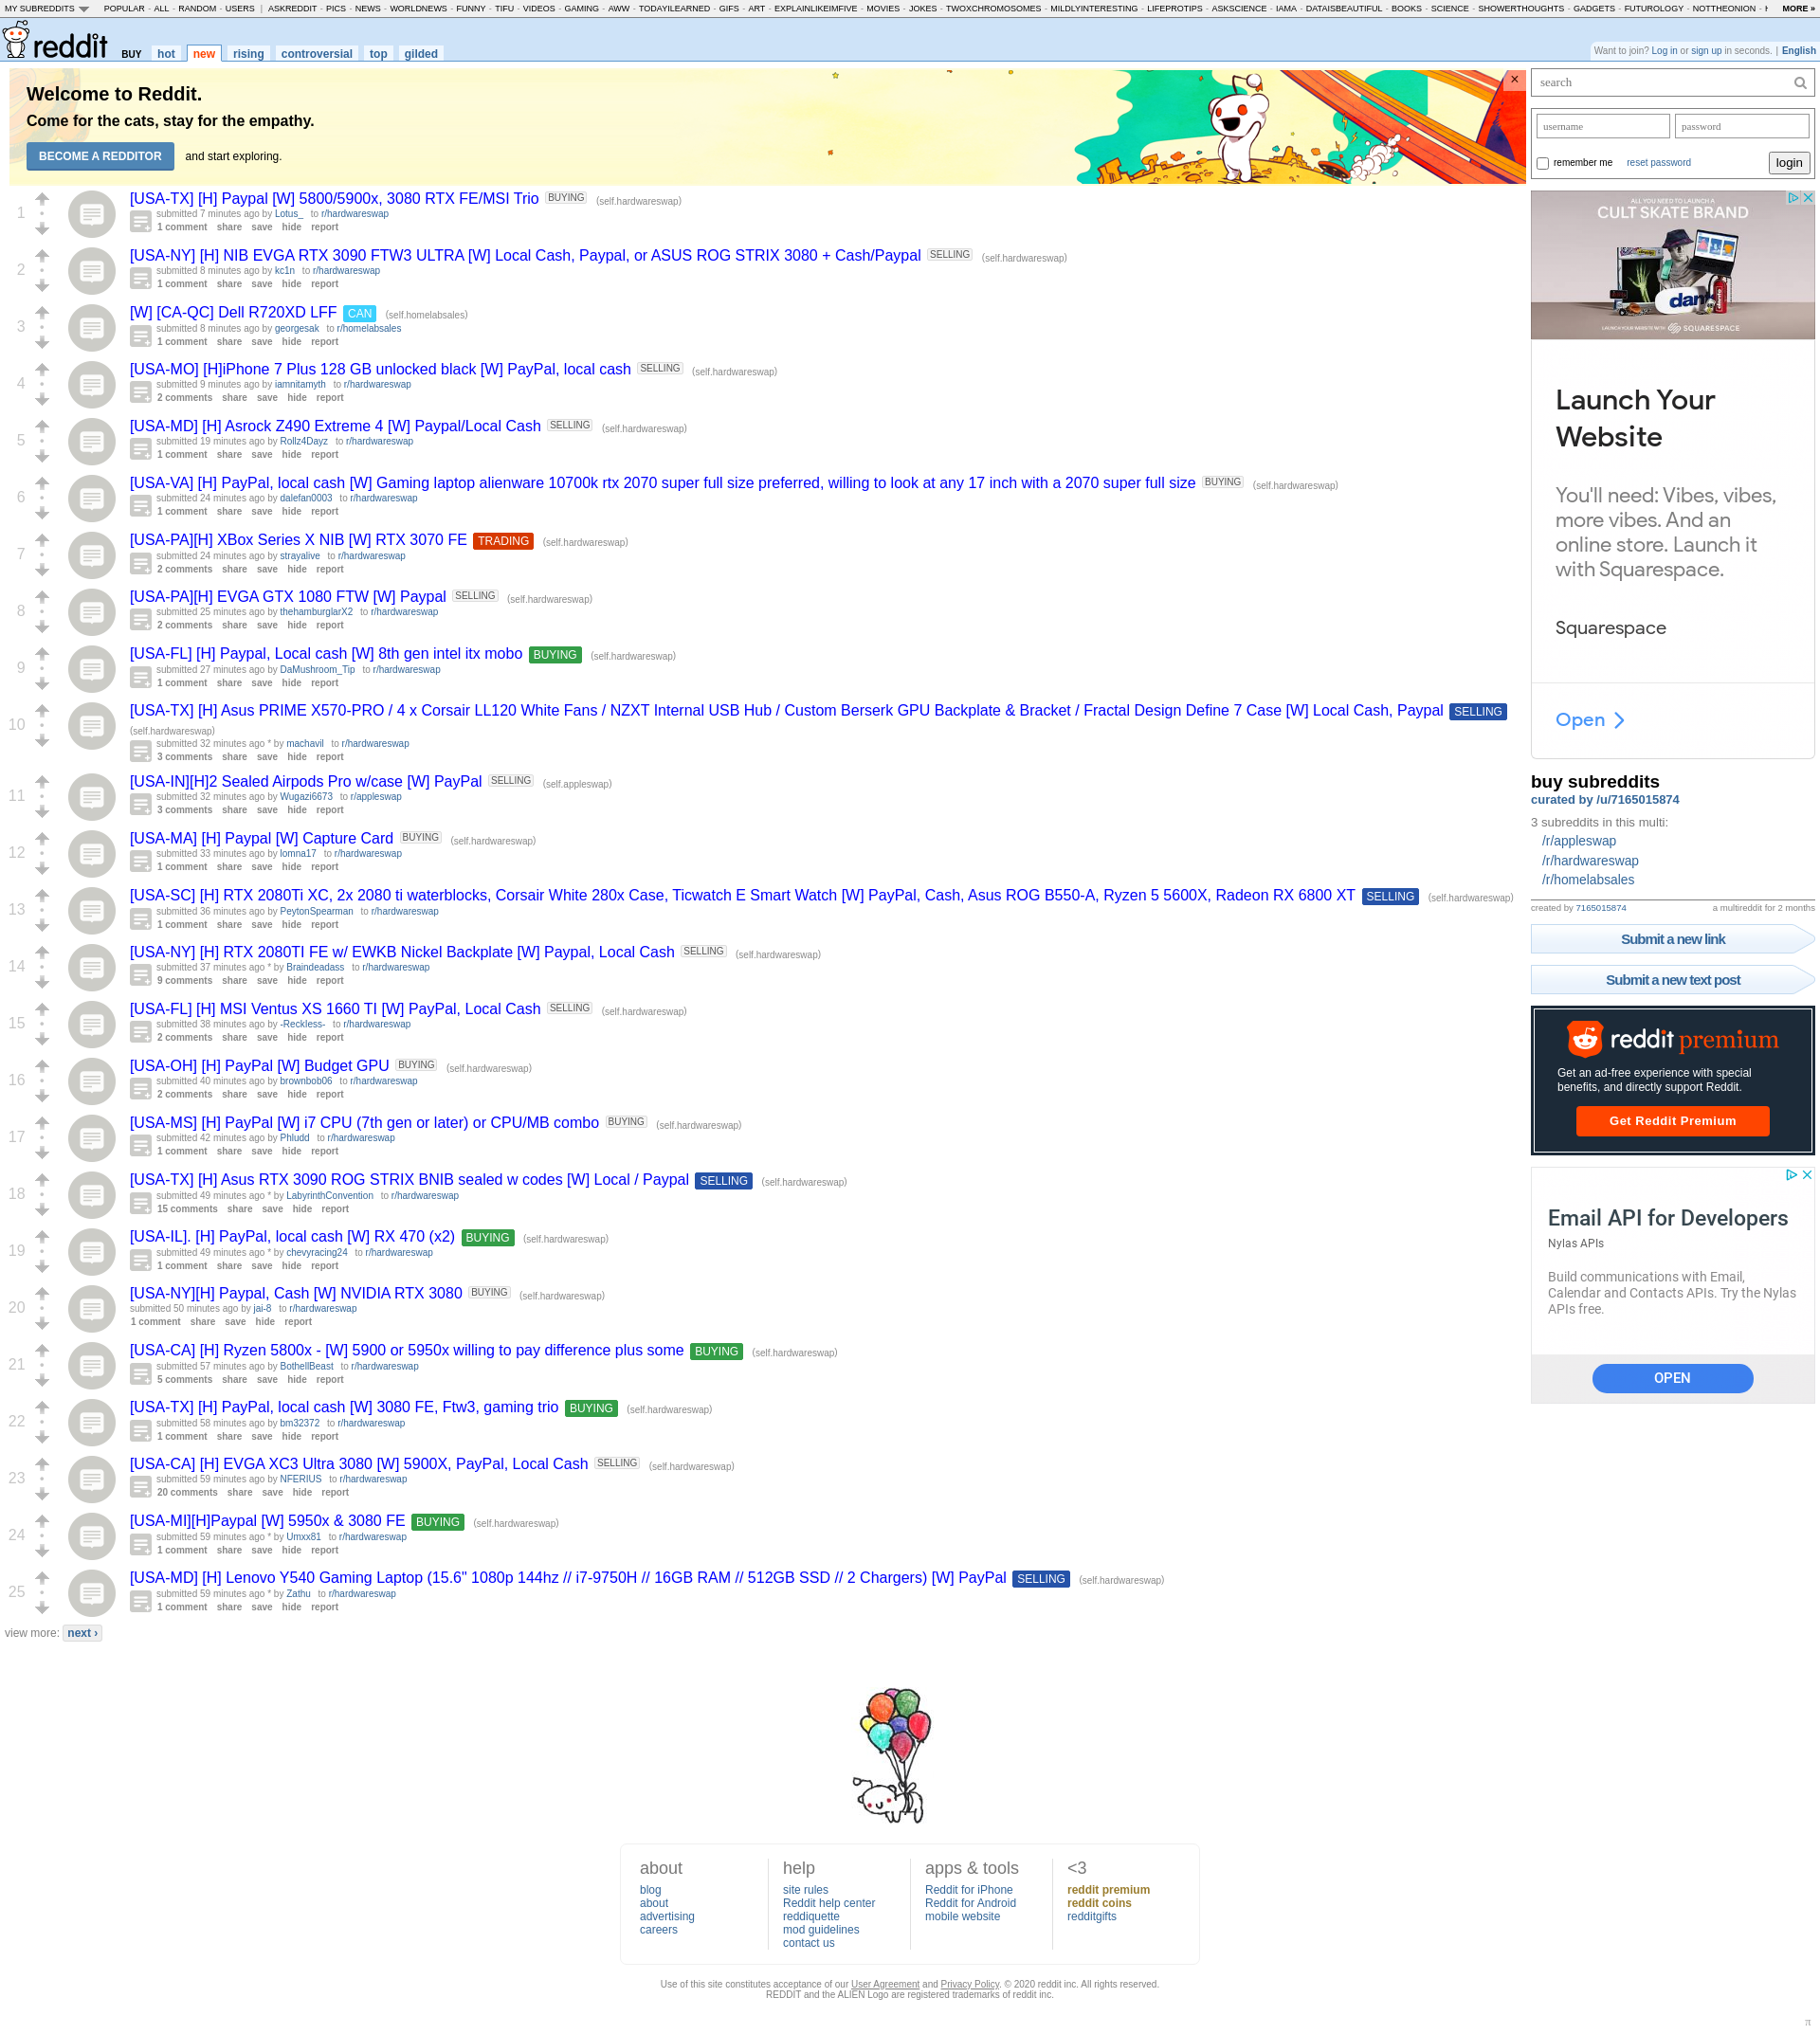 MY SUBREDDITS POPULAR - ALL - RANDOM - USERS | ASKREDDIT - PICS - NEWS - WORLDNEWS - FUNNY - TIFU - VIDEOS - GAMING - AWW - TODAYILEARNED - GIFS - ART - EXPLAINLIKEIMFIVE - MOVIES - JOKES - TWOXCHROMOSOMES - MILDLYINTERESTING - LIFEPROTIPS - ASKSCIENCE - IAMA - DATAISBEAUTIFUL - BOOKS - SCIENCE - SHOWERTHOUGHTS - GADGETS - FUTUROLOGY - NOTTHEONION - MORE »
reddit BUY hot new rising controversial top gilded
Want to join? Log in or sign up in seconds. | English
Welcome to Reddit.
Come for the cats, stay for the empathy.
BECOME A REDDITOR and start exploring.
×
1
[USA-TX] [H] Paypal [W] 5800/5900x, 3080 RTX FE/MSI Trio BUYING (self.hardwareswap)
submitted 7 minutes ago by Lotus_ to r/hardwareswap
1 comment share save hide report
2
[USA-NY] [H] NIB EVGA RTX 3090 FTW3 ULTRA [W] Local Cash, Paypal, or ASUS ROG STRIX 3080 + Cash/Paypal SELLING (self.hardwareswap)
submitted 8 minutes ago by kc1n to r/hardwareswap
1 comment share save hide report
3
[W] [CA-QC] Dell R720XD LFF CAN (self.homelabsales)
submitted 8 minutes ago by georgesak to r/homelabsales
1 comment share save hide report
4
[USA-MO] [H]iPhone 7 Plus 128 GB unlocked black [W] PayPal, local cash SELLING (self.hardwareswap)
submitted 9 minutes ago by iamnitamyth to r/hardwareswap
2 comments share save hide report
5
[USA-MD] [H] Asrock Z490 Extreme 4 [W] Paypal/Local Cash SELLING (self.hardwareswap)
submitted 19 minutes ago by Rollz4Dayz to r/hardwareswap
1 comment share save hide report
6
[USA-VA] [H] PayPal, local cash [W] Gaming laptop alienware 10700k rtx 2070 super full size preferred, willing to look at any 17 inch with a 2070 super full size BUYING (self.hardwareswap)
submitted 24 minutes ago by dalefan0003 to r/hardwareswap
1 comment share save hide report
7
[USA-PA][H] XBox Series X NIB [W] RTX 3070 FE TRADING (self.hardwareswap)
submitted 24 minutes ago by strayalive to r/hardwareswap
2 comments share save hide report
8
[USA-PA][H] EVGA GTX 1080 FTW [W] Paypal SELLING (self.hardwareswap)
submitted 25 minutes ago by thehamburglarX2 to r/hardwareswap
2 comments share save hide report
9
[USA-FL] [H] Paypal, Local cash [W] 8th gen intel itx mobo BUYING (self.hardwareswap)
submitted 27 minutes ago by DaMushroom_Tip to r/hardwareswap
1 comment share save hide report
10
[USA-TX] [H] Asus PRIME X570-PRO / 4 x Corsair LL120 White Fans / NZXT Internal USB Hub / Custom Berserk GPU Backplate & Bracket / Fractal Design Define 7 Case [W] Local Cash, Paypal SELLING
(self.hardwareswap)
submitted 32 minutes ago * by machavil to r/hardwareswap
3 comments share save hide report
11
[USA-IN][H]2 Sealed Airpods Pro w/case [W] PayPal SELLING (self.appleswap)
submitted 32 minutes ago by Wugazi6673 to r/appleswap
3 comments share save hide report
12
[USA-MA] [H] Paypal [W] Capture Card BUYING (self.hardwareswap)
submitted 33 minutes ago by lomna17 to r/hardwareswap
1 comment share save hide report
13
[USA-SC] [H] RTX 2080Ti XC, 2x 2080 ti waterblocks, Corsair White 280x Case, Ticwatch E Smart Watch [W] PayPal, Cash, Asus ROG B550-A, Ryzen 5 5600X, Radeon RX 6800 XT SELLING (self.hardwareswap)
submitted 36 minutes ago by PeytonSpearman to r/hardwareswap
1 comment share save hide report
14
[USA-NY] [H] RTX 2080TI FE w/ EWKB Nickel Backplate [W] Paypal, Local Cash SELLING (self.hardwareswap)
submitted 37 minutes ago * by Braindeadass to r/hardwareswap
9 comments share save hide report
15
[USA-FL] [H] MSI Ventus XS 1660 TI [W] PayPal, Local Cash SELLING (self.hardwareswap)
submitted 38 minutes ago by -Reckless- to r/hardwareswap
2 comments share save hide report
16
[USA-OH] [H] PayPal [W] Budget GPU BUYING (self.hardwareswap)
submitted 40 minutes ago by brownbob06 to r/hardwareswap
2 comments share save hide report
17
[USA-MS] [H] PayPal [W] i7 CPU (7th gen or later) or CPU/MB combo BUYING (self.hardwareswap)
submitted 42 minutes ago by Phludd to r/hardwareswap
1 comment share save hide report
18
[USA-TX] [H] Asus RTX 3090 ROG STRIX BNIB sealed w codes [W] Local / Paypal SELLING (self.hardwareswap)
submitted 49 minutes ago * by LabyrinthConvention to r/hardwareswap
15 comments share save hide report
19
[USA-IL]. [H] PayPal, local cash [W] RX 470 (x2) BUYING (self.hardwareswap)
submitted 49 minutes ago * by chevyracing24 to r/hardwareswap
1 comment share save hide report
20
[USA-NY][H] Paypal, Cash [W] NVIDIA RTX 3080 BUYING (self.hardwareswap)
submitted 50 minutes ago by jai-8 to r/hardwareswap
1 comment share save hide report
21
[USA-CA] [H] Ryzen 5800x - [W] 5900 or 5950x willing to pay difference plus some BUYING (self.hardwareswap)
submitted 57 minutes ago by BothellBeast to r/hardwareswap
5 comments share save hide report
22
[USA-TX] [H] PayPal, local cash [W] 3080 FE, Ftw3, gaming trio BUYING (self.hardwareswap)
submitted 58 minutes ago by bm32372 to r/hardwareswap
1 comment share save hide report
23
[USA-CA] [H] EVGA XC3 Ultra 3080 [W] 5900X, PayPal, Local Cash SELLING (self.hardwareswap)
submitted 59 minutes ago by NFERIUS to r/hardwareswap
20 comments share save hide report
24
[USA-MI][H]Paypal [W] 5950x & 3080 FE BUYING (self.hardwareswap)
submitted 59 minutes ago * by Umxx81 to r/hardwareswap
1 comment share save hide report
25
[USA-MD] [H] Lenovo Y540 Gaming Laptop (15.6" 1080p 144hz // i7-9750H // 16GB RAM // 512GB SSD // 2 Chargers) [W] PayPal SELLING (self.hardwareswap)
submitted 59 minutes ago * by Zathu to r/hardwareswap
1 comment share save hide report
view more: next ›
search
username password
remember me reset password login
ALL YOU NEED TO LAUNCH A
CULT SKATE BRAND
dang
LAUNCH YOUR WEBSITE WITH SQUARESPACE
Launch Your
Website
You'll need: Vibes, vibes,
more vibes. And an
online store. Launch it
with Squarespace.
Squarespace
Open
buy subreddits
curated by /u/7165015874
3 subreddits in this multi:
/r/appleswap
/r/hardwareswap
/r/homelabsales
created by 7165015874 a multireddit for 2 months
Submit a new link
Submit a new text post
reddit premium
Get an ad-free experience with special
benefits, and directly support Reddit.
Get Reddit Premium
Email API for Developers
Nylas APIs
Build communications with Email,
Calendar and Contacts APIs. Try the Nylas
APIs free.
OPEN
about
blog
about
advertising
careers
help
site rules
Reddit help center
reddiquette
mod guidelines
contact us
apps & tools
Reddit for iPhone
Reddit for Android
mobile website
<3
reddit premium
reddit coins
redditgifts
Use of this site constitutes acceptance of our User Agreement and Privacy Policy. © 2020 reddit inc. All rights reserved.
REDDIT and the ALIEN Logo are registered trademarks of reddit inc.
π